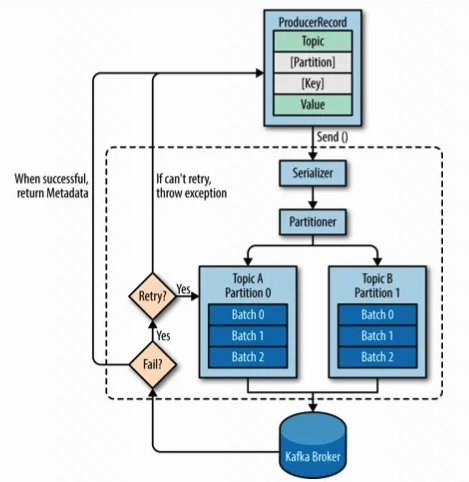 ProducerRecord
Topic
[Partition]
[Key]
Value
Send ()
Serializer
Partitioner
When successful,
return Metadata
If can't retry,
throw exception
Topic A
Partition 0
Batch 0
Batch 1
Batch 2
Topic B
Partition 1
Batch 0
Batch 1
Batch 2
Retry?
Yes
Yes
Fail?
Kafka Broker